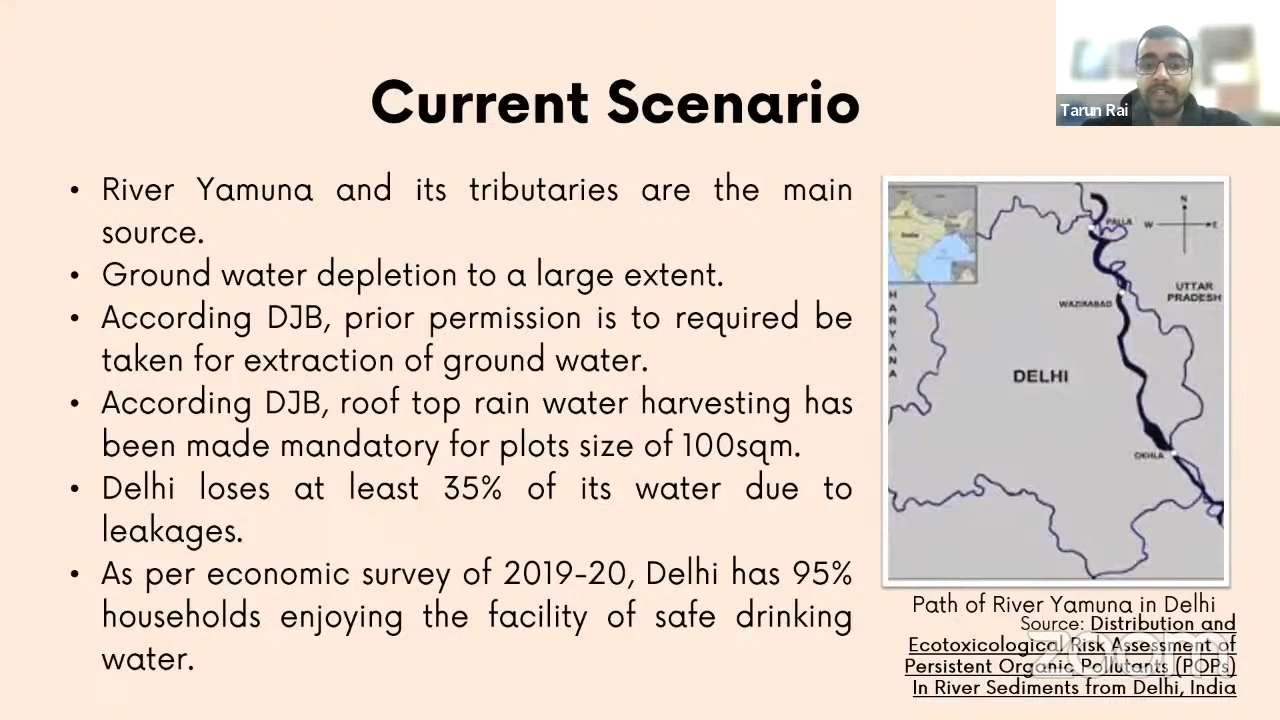 Current Scenario
Tarun Rai
• River Yamuna and its tributaries are the main
source.
• Ground water depletion to a large extent.
• According DJB, prior permission is to required be
taken for extraction of ground water.
• According DJB, roof top rain water harvesting has
been made mandatory for plots size of 100sqm.
• Delhi loses at least 35% of its water due to
leakages.
• As per economic survey of 2019-20, Delhi has 95%
households enjoying the facility of safe drinking
water.
N
W
E
PALLA
UTTAR
PRADESH
WAZIRABAD
HARYANA
DELHI
OKHLA
Path of River Yamuna in Delhi
Source: Distribution and
Ecotoxicological Risk Assessment of
Persistent Organic Pollutants (POPs)
In River Sediments from Delhi, India
zoom